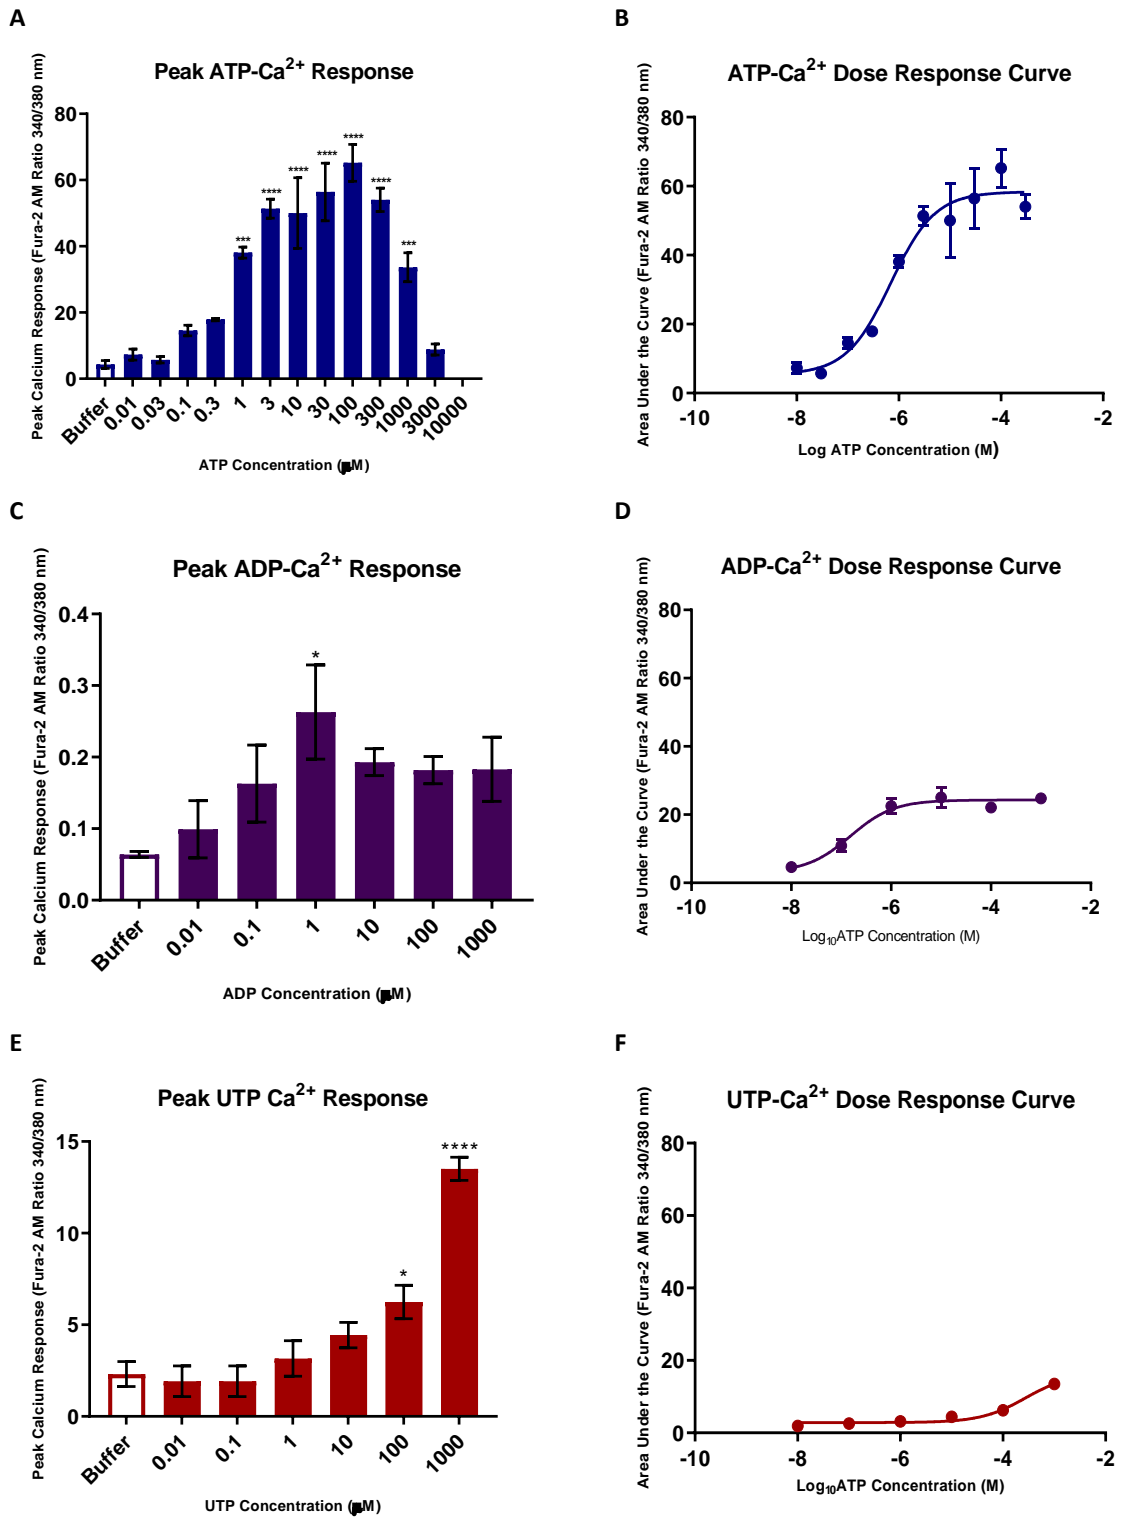 A
Peak ATP-Ca2+ Response
Peak Calcium Response (Fura-2 AM Ratio 340/380 nm)
80
60
40
20
0
***
****
****
****
****
****
***
Buffer
0.01
0.03
0.1
0.3
1
3
10
30
100
300
1000
3000
10000
ATP Concentration (µM)
B
ATP-Ca2+ Dose Response Curve
Area Under the Curve (Fura-2 AM Ratio 340/380 nm)
80
60
40
20
0
-10
-8
-6
-4
-2
Log ATP Concentration (M)
C
Peak ADP-Ca2+ Response
Peak Calcium Response (Fura-2 AM Ratio 340/380 nm)
0.4
0.3
0.2
0.1
0.0
*
Buffer
0.01
0.1
1
10
100
1000
ADP Concentration (µM)
D
ADP-Ca2+ Dose Response Curve
Area Under the Curve (Fura-2 AM Ratio 340/380 nm)
80
60
40
20
0
-10
-8
-6
-4
-2
Log10ATP Concentration (M)
E
Peak UTP Ca2+ Response
Peak Calcium Response (Fura-2 AM Ratio 340/380 nm)
15
10
5
0
*
****
Buffer
0.01
0.1
1
10
100
1000
UTP Concentration (µM)
F
UTP-Ca2+ Dose Response Curve
Area Under the Curve (Fura-2 AM Ratio 340/380 nm)
80
60
40
20
0
-10
-8
-6
-4
-2
Log10ATP Concentration (M)